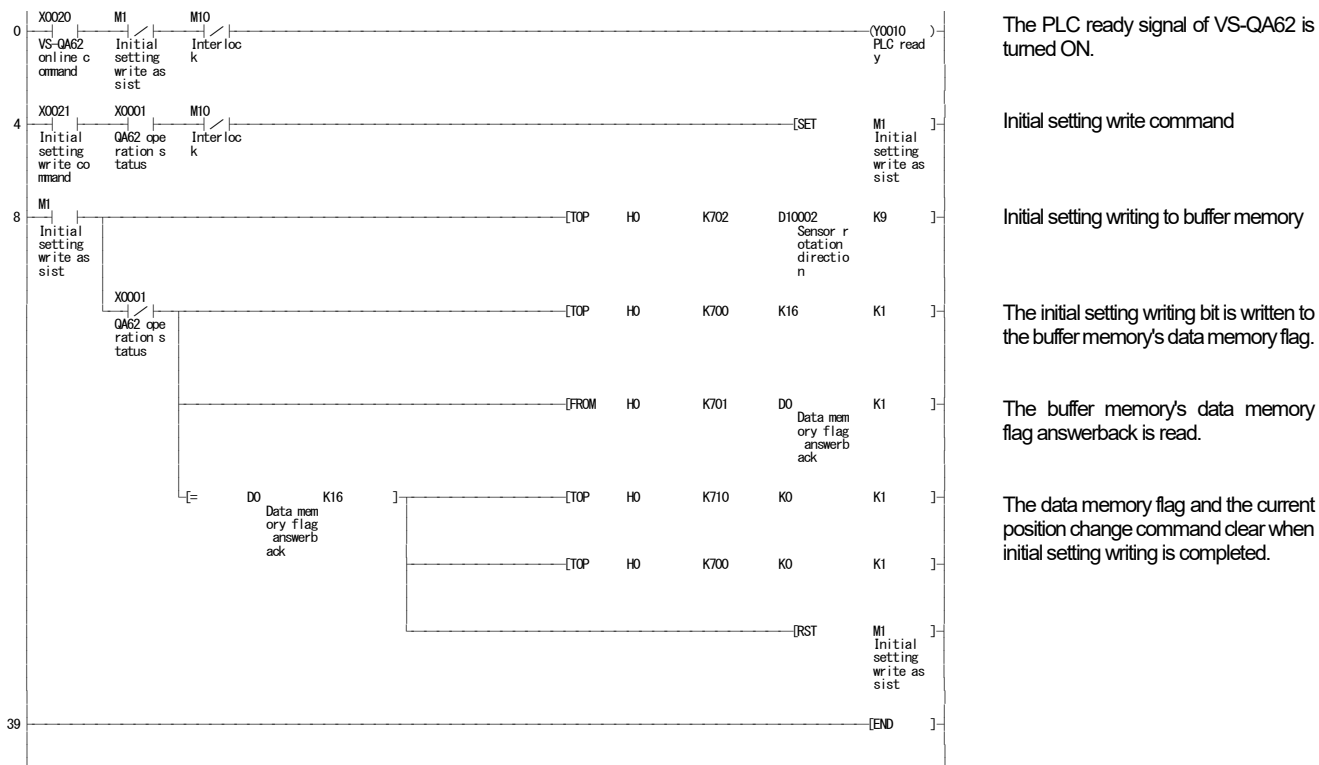 X0020 M1 M10
0 (Y0010 )
VS-QA62 Initial Interloc PLC read
online c setting k y
ommand write as
sist
The PLC ready signal of VS-QA62 is
turned ON.
X0021 X0001 M10
4 [SET M1 ]
Initial QA62 ope Interloc Initial
setting ration s k setting
write co tatus write as
mmand sist
Initial setting write command
M1
8 [TOP H0 K702 D10002 K9 ]
Initial Sensor r
setting otation
write as directio
sist n
Initial setting writing to buffer memory
X0001
[TOP H0 K700 K16 K1 ]
QA62 ope
ration s
tatus
The initial setting writing bit is written to
the buffer memory's data memory flag.
[FROM H0 K701 D0 K1 ]
Data mem
ory flag
answerb
ack
The buffer memory's data memory
flag answerback is read.
[= D0 K16 ] [TOP H0 K710 K0 K1 ]
Data mem
ory flag
answerb
ack
The data memory flag and the current
position change command clear when
initial setting writing is completed.
[TOP H0 K700 K0 K1 ]
[RST M1 ]
Initial
setting
write as
sist
39 [END ]